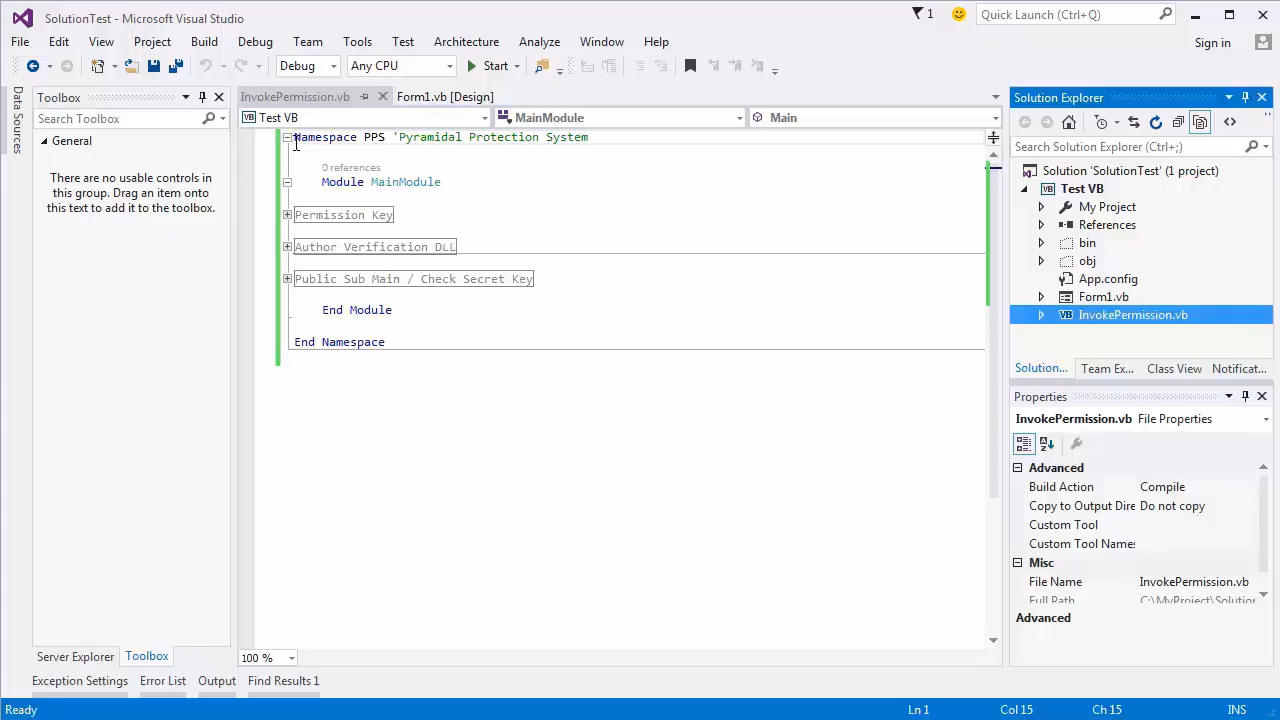 SolutionTest - Microsoft Visual Studio
1
Quick Launch (Ctrl+Q)
File Edit View Project Build Debug Team Tools Test Architecture Analyze Window Help
Sign in
Debug Any CPU Start
Data Sources
Toolbox
Search Toolbox
General
There are no usable controls in
this group. Drag an item onto
this text to add it to the toolbox.
Server Explorer Toolbox
InvokePermission.vb Form1.vb [Design]
Test VB MainModule Main
Namespace PPS 'Pyramidal Protection System
0 references
Module MainModule
Permission Key
Author Verification DLL
Public Sub Main / Check Secret Key
End Module
End Namespace
100 %
Solution Explorer
Search Solution Explorer (Ctrl+;)
Solution 'SolutionTest' (1 project)
Test VB
My Project
References
bin
obj
App.config
Form1.vb
InvokePermission.vb
Solution... Team Ex... Class View Notificat...
Properties
InvokePermission.vb File Properties
Advanced
Build Action Compile
Copy to Output Dire Do not copy
Custom Tool
Custom Tool Names
Misc
File Name InvokePermission.vb
Full Path C:\MyProject\Solution
Advanced
Exception Settings Error List Output Find Results 1
Ready Ln 1 Col 15 Ch 15 INS